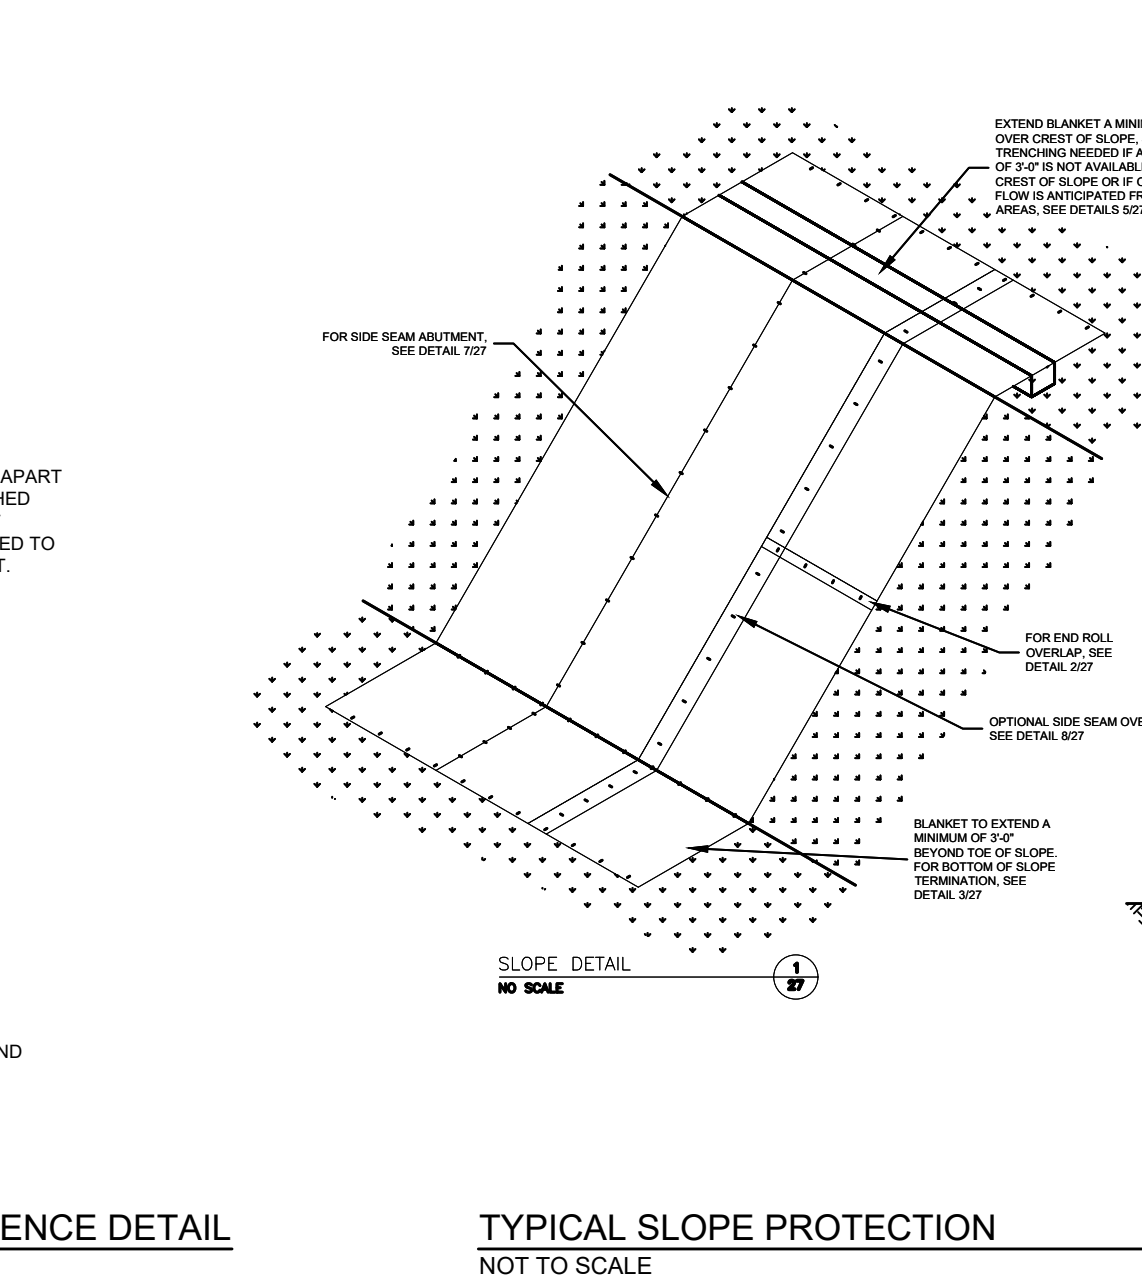 EXTEND BLANKET A
OVER CREST OF SLOPE,
TRENCHING NEEDED IF A
OF 3'-0" IS NOT
CREST OF SLOPE OR IF
FLOW IS ANTICIPATED
AREAS, SEE DETAILS 5/27
FOR SIDE SEAM ABUTMENT,
SEE DETAIL 7/27
APART
HED
ED TO
T.
FOR END ROLL
OVERLAP, SEE
DETAIL 2/27
OPTIONAL SIDE SEAM
SEE DETAIL 8/27
BLANKET TO EXTEND A
MINIMUM OF 3'-0"
BEYOND TOE OF SLOPE.
FOR BOTTOM OF SLOPE
TERMINATION, SEE
DETAIL 3/27
SLOPE DETAIL
NO SCALE
1
27
ND
ENCE DETAIL
TYPICAL SLOPE PROTECTION
NOT TO SCALE